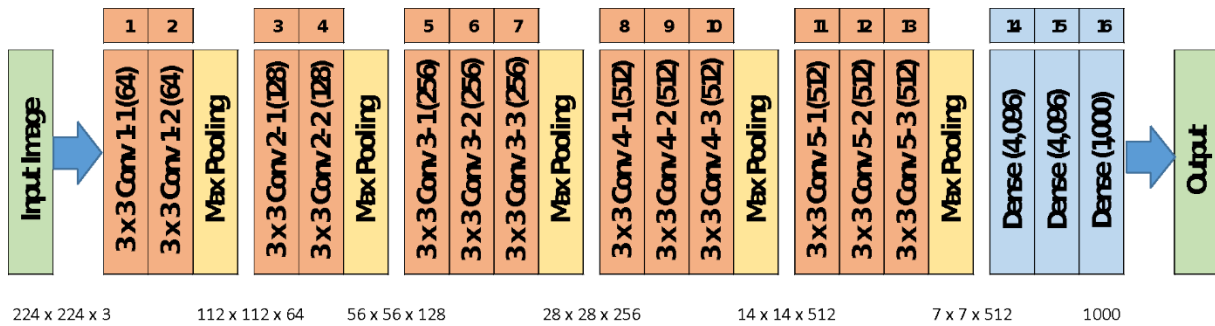 1 2 3 4 5 6 7 8 9 10 11 12 13 14 15 16
Input Image
3 x 3 Conv 1-1(64)
3 x 3 Conv 1-2 (64)
Max Pooling
3 x 3 Conv 2-1 (128)
3 x 3 Conv 2-2 (128)
Max Pooling
3 x 3 Conv 3-1(256)
3 x 3 Conv 3-2 (256)
3 x 3 Conv 3-3 (256)
Max Pooling
3 x 3 Conv 4-1 (512)
3 x 3 Conv 4-2 (512)
3 x 3 Conv 4-3 (512)
Max Pooling
3 x 3 Conv 5-1(512)
3 x 3 Conv 5-2 (512)
3 x 3 Conv 5-3 (512)
Max Pooling
Dense (4,096)
Dense (4,096)
Dense (1,000)
Output
224 x 224 x 3 112 x 112 x 64 56 x 56 x 128 28 x 28 x 256 14 x 14 x 512 7 x 7 x 512 1000